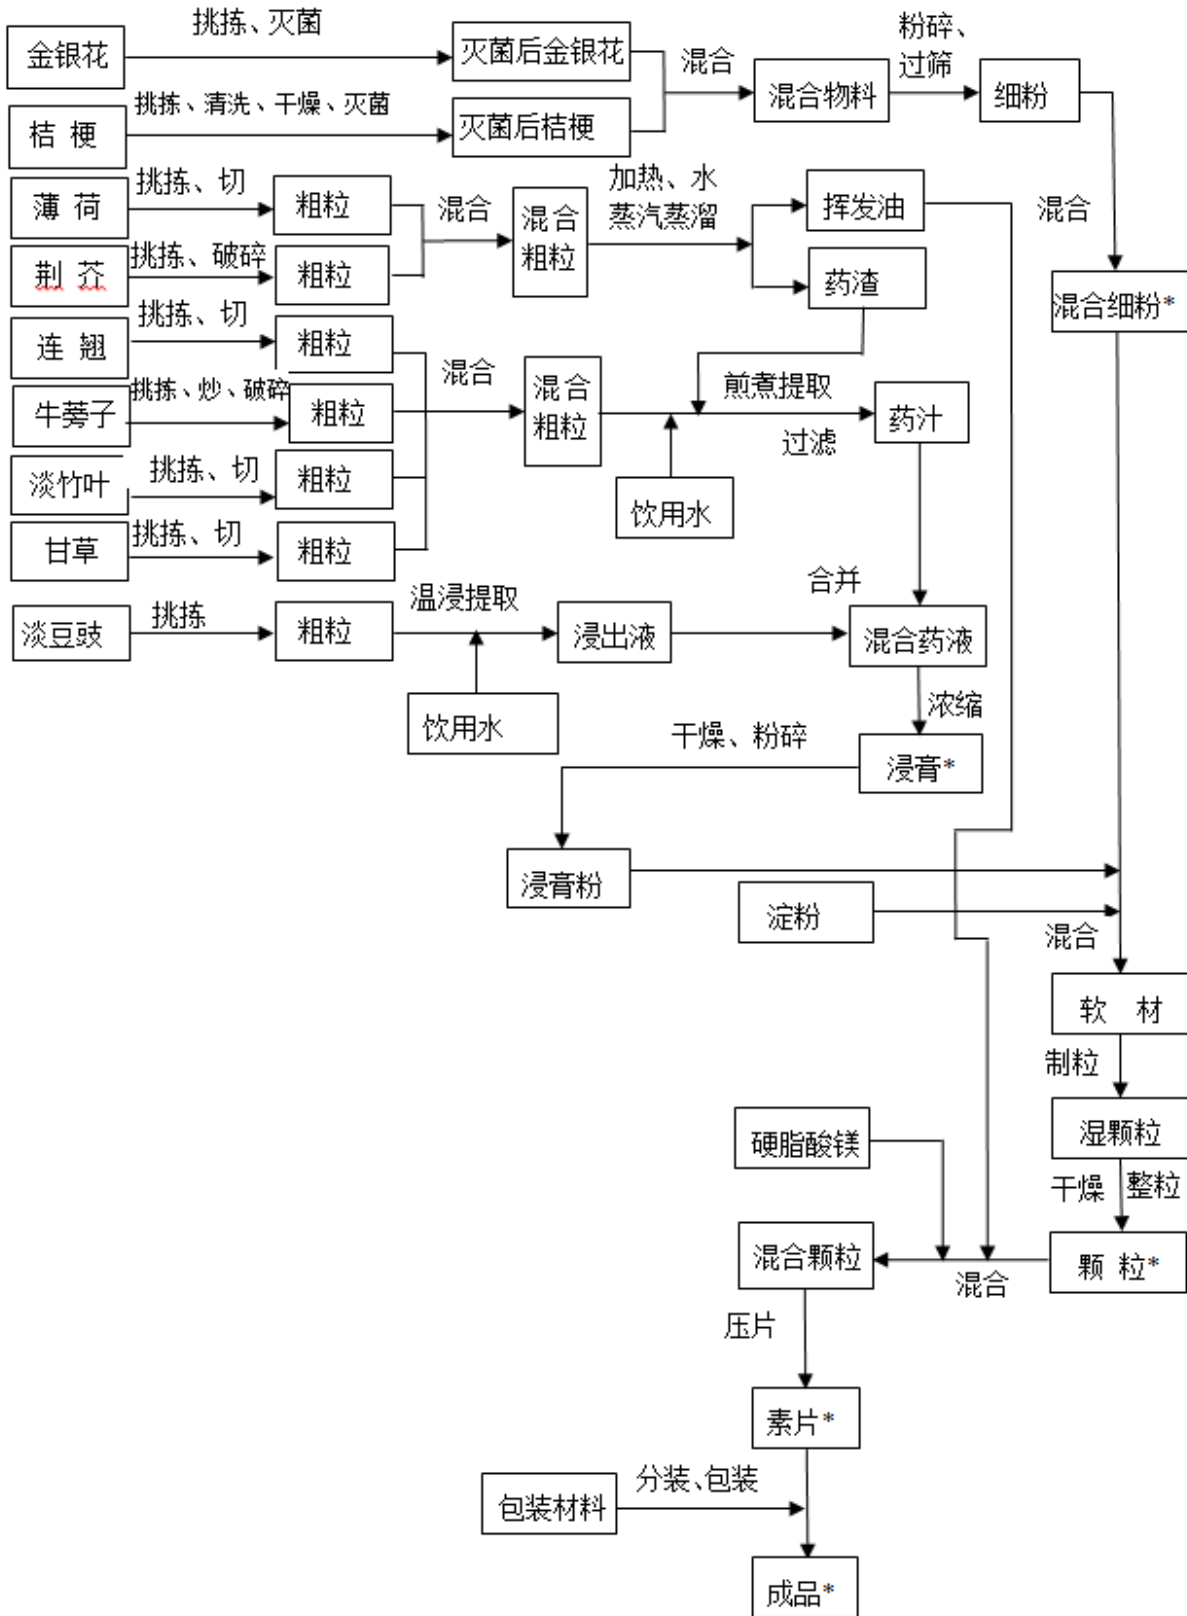 挑拣、灭菌
金银花
灭菌后金银花
混合
粉碎、
过筛
混合物料
细粉
挑拣、清洗、干燥、灭菌
桔 梗
灭菌后桔梗
挑拣、切
薄 荷
粗粒
混合
混合
粗粒
加热、水
蒸汽蒸溜
挥发油
混合
挑拣、破碎
荆 芥
粗粒
药渣
混合细粉*
挑拣、切
连 翘
粗粒
混合
混合
粗粒
煎煮提取
过滤
药汁
挑拣、炒、破碎
牛蒡子
粗粒
挑拣、切
淡竹叶
粗粒
饮用水
挑拣、切
甘草
粗粒
合并
挑拣
淡豆豉
粗粒
温浸提取
浸出液
混合药液
饮用水
浓缩
干燥、粉碎
浸膏*
浸膏粉
淀粉
混合
软 材
制粒
硬脂酸镁
湿颗粒
干燥
整粒
混合颗粒
混合
颗 粒*
压片
素片*
包装材料
分装、包装
成品*